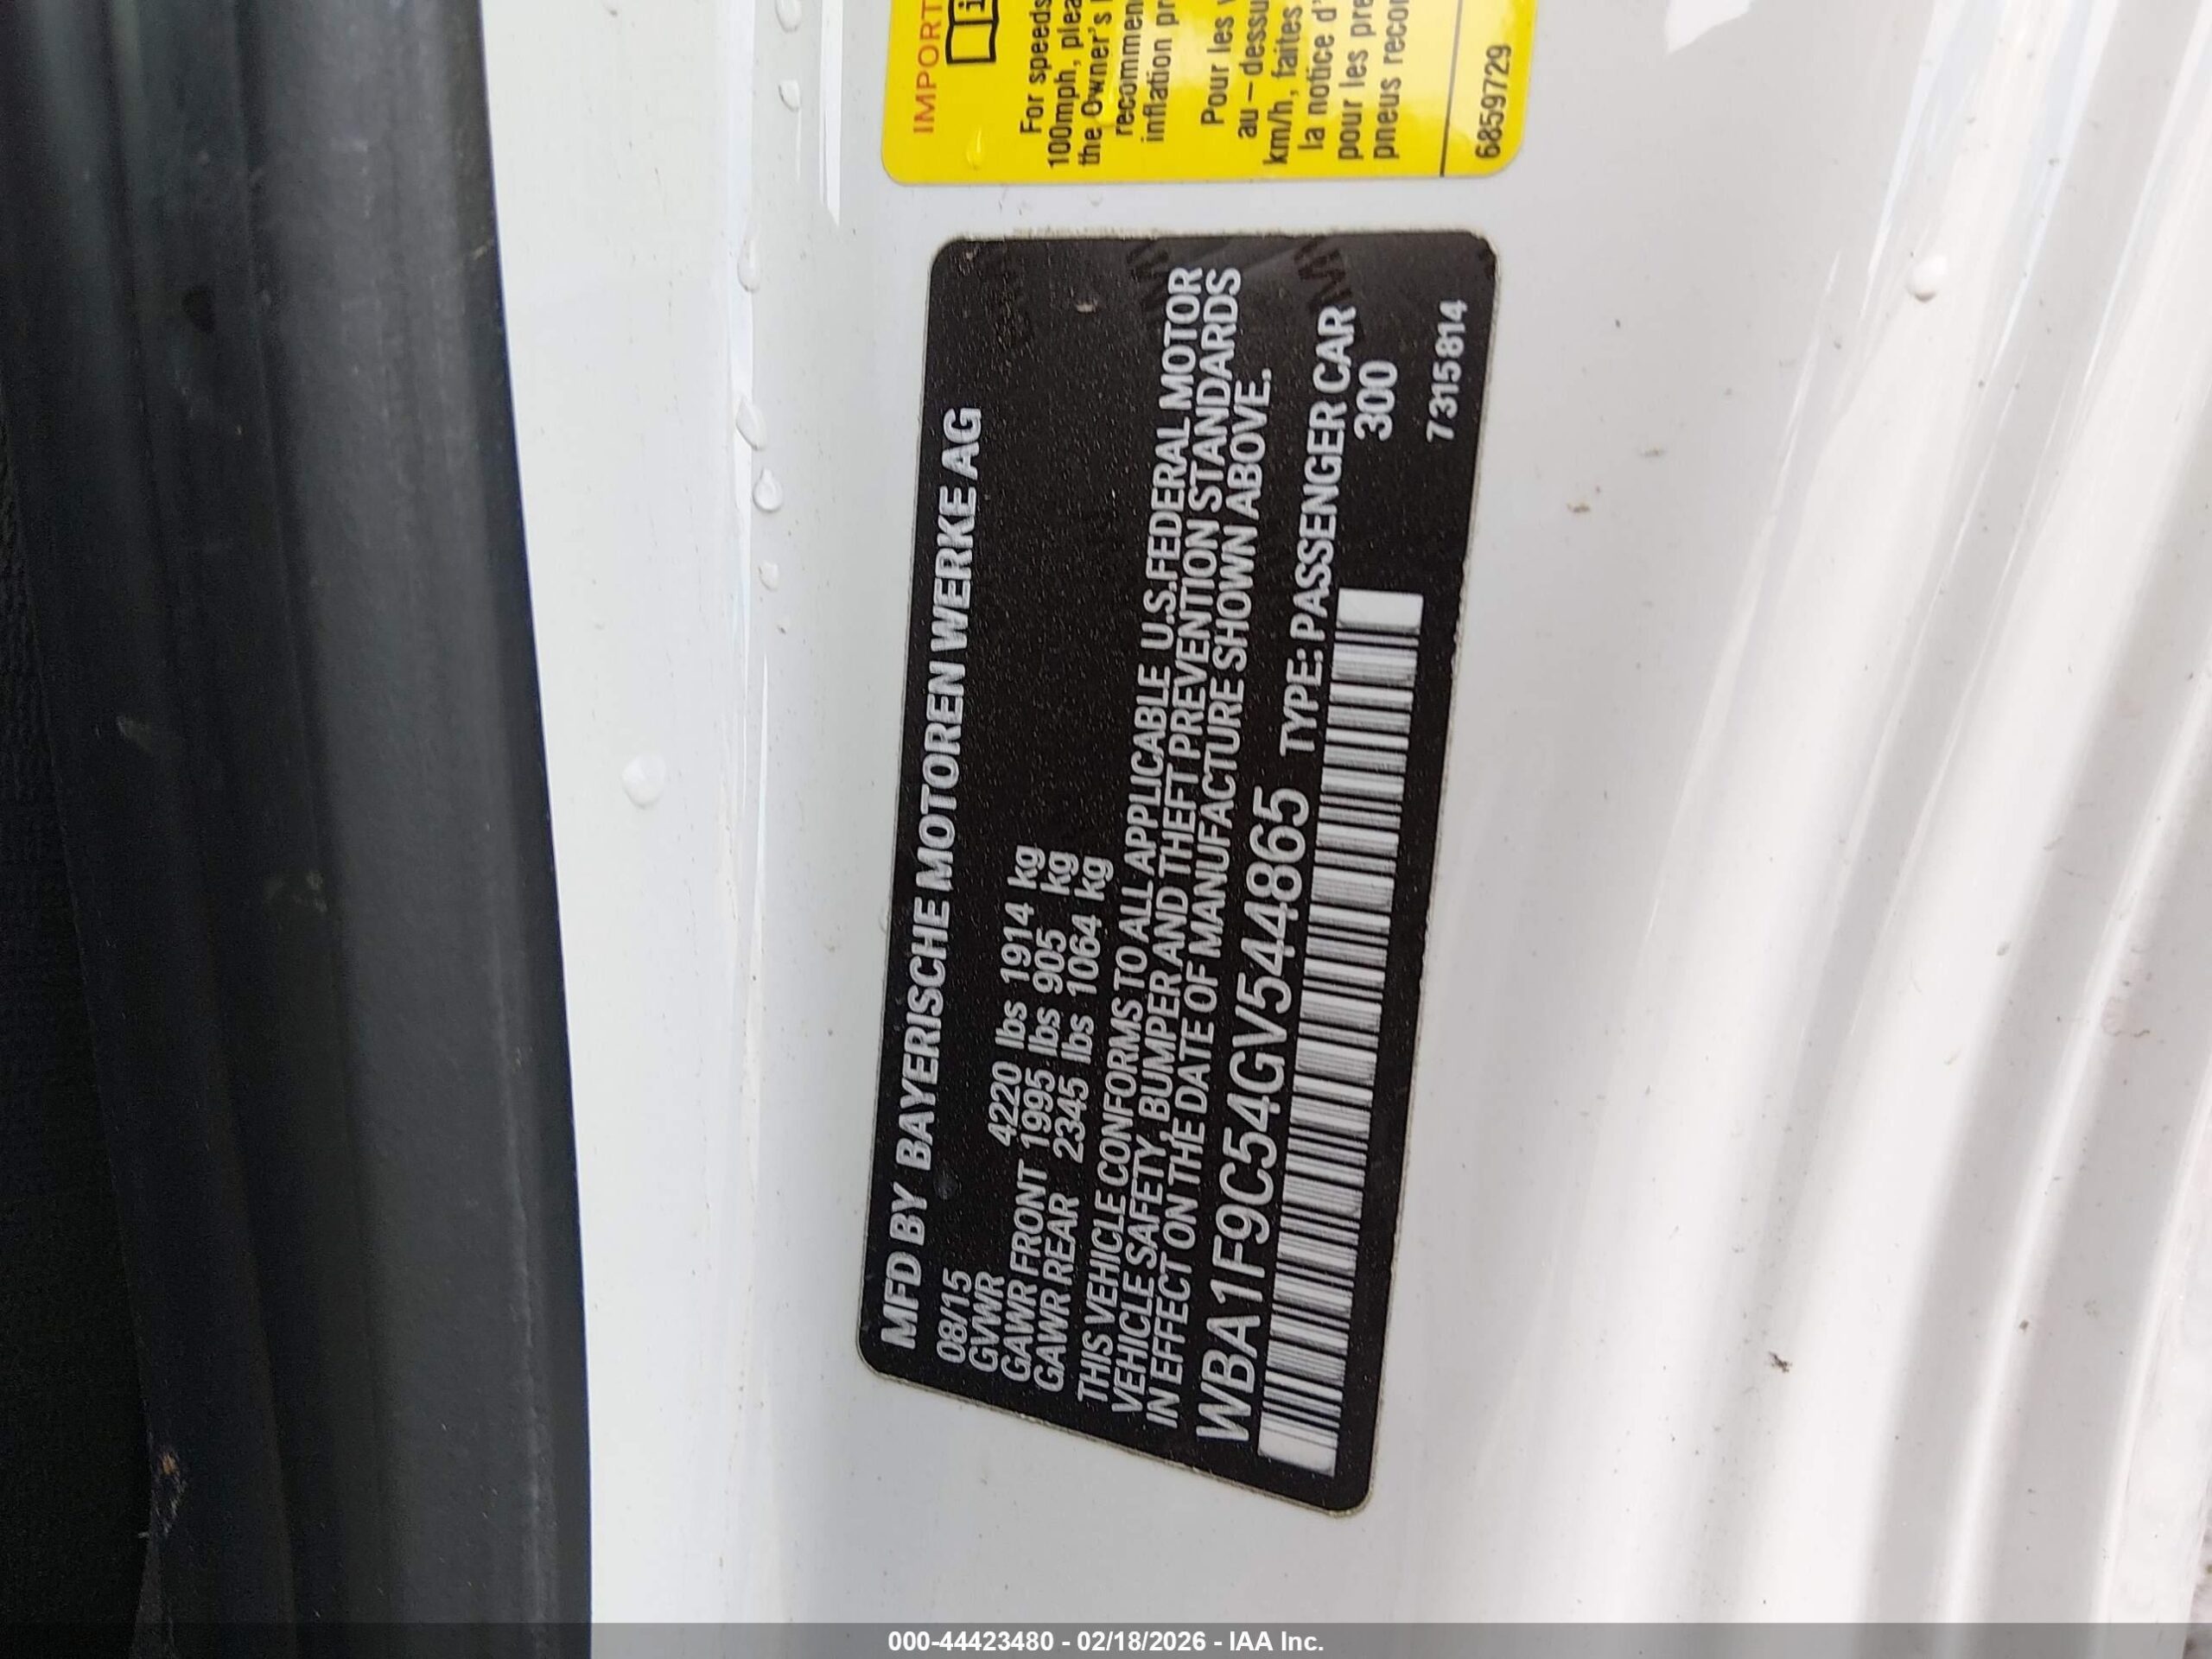 IMPORT
For speeds
100mph, plea
the Owner's
recommen
inflation pr
Pour les
au - dessu
km/h, faites
la notice d'
pour les pre
pneus recor
68597729
MFD BY BAYERISCHE MOTOREN WERKE AG
08/15
GVWR 4220 lbs 1914 kg
GAWR FRONT 1995 lbs 905 kg
GAWR REAR 2345 lbs 1064 kg
THIS VEHICLE CONFORMS TO ALL APPLICABLE U.S.FEDERAL MOTOR
VEHICLE SAFETY, BUMPER AND THEFT PREVENTION STANDARDS
IN EFFECT ON THE DATE OF MANUFACTURE SHOWN ABOVE.
WBA1F9C54GV544865 TYPE: PASSENGER CAR
300
7315814
000-44423480 - 02/18/2026 - IAA Inc.